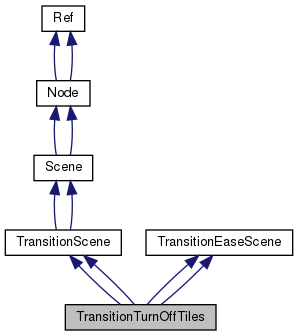 Ref
Node
Scene
TransitionScene
TransitionEaseScene
TransitionTurnOffTiles